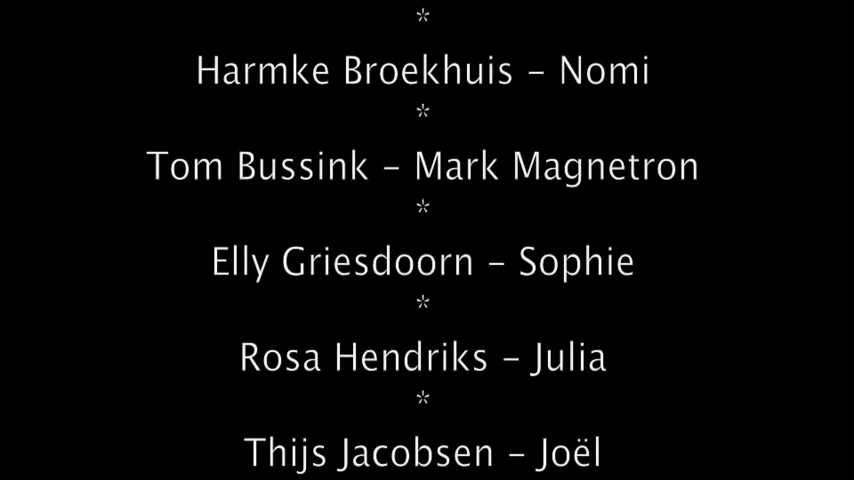 *
Harmke Broekhuis – Nomi
*
Tom Bussink – Mark Magnetron
*
Elly Griesdoorn – Sophie
*
Rosa Hendriks – Julia
*
Thijs Jacobsen – Joël